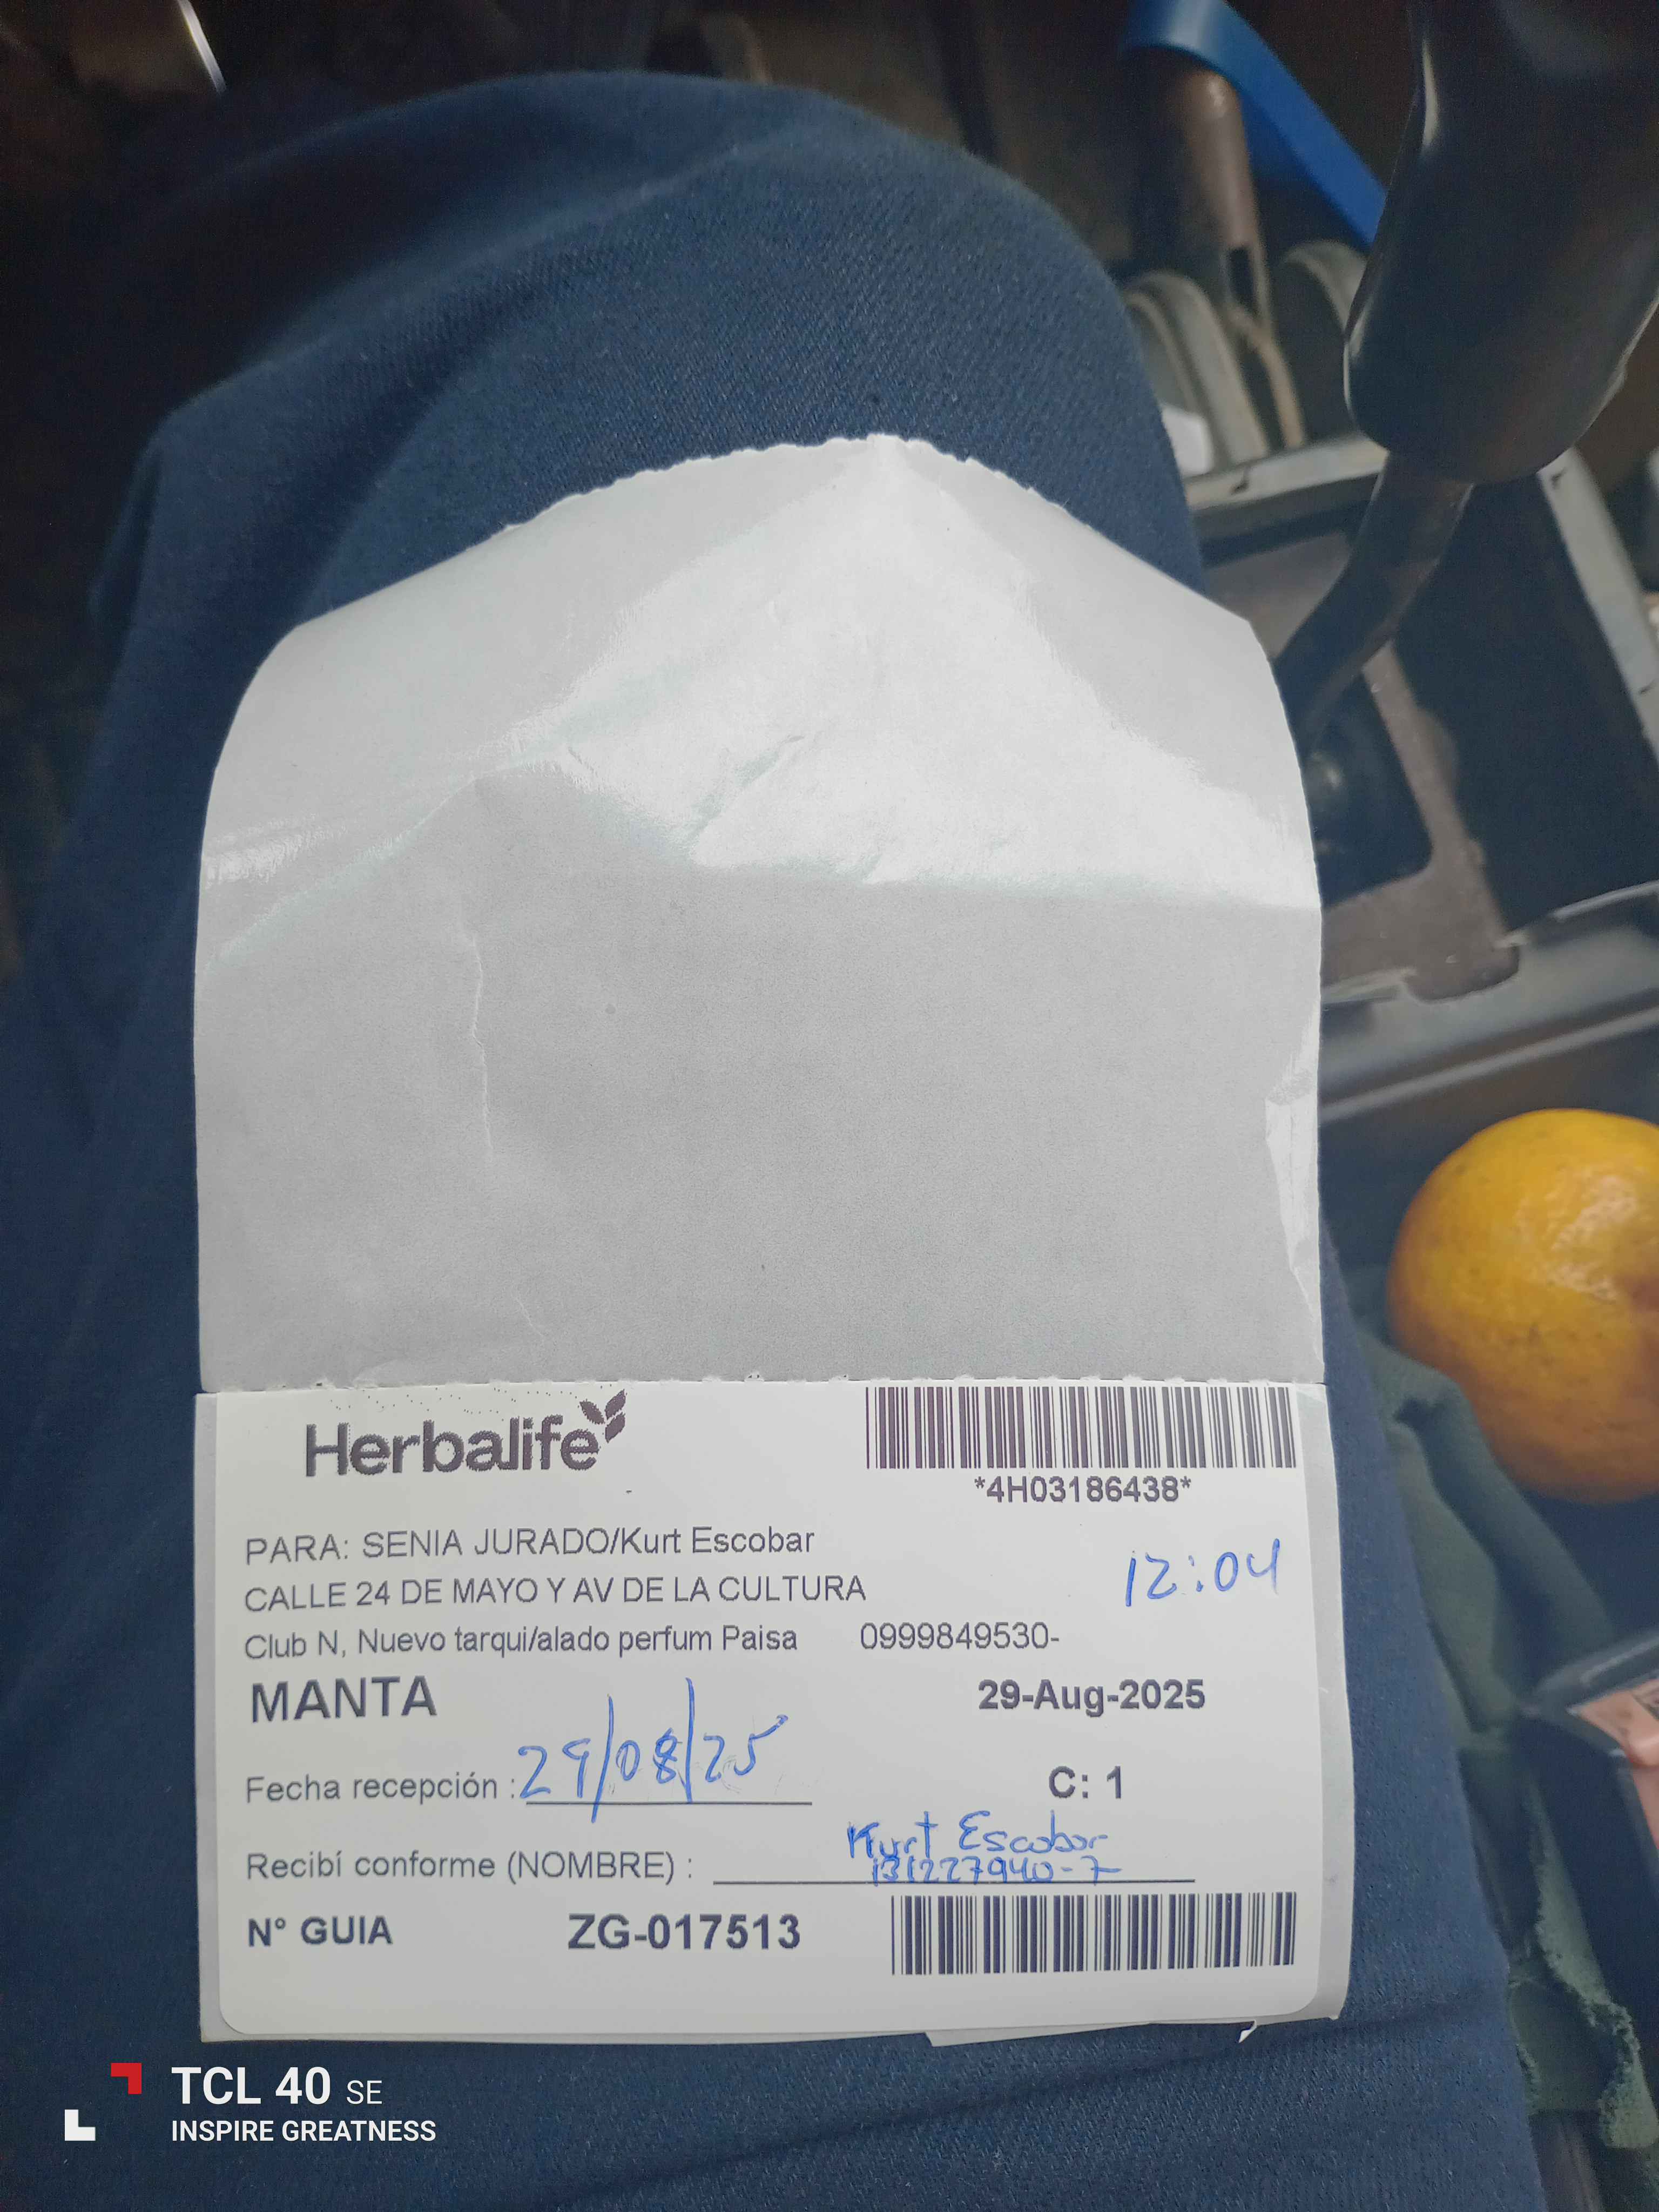 Herbalife
*4H03186438*
PARA: SENIA JURADO/Kurt Escobar
12:04
CALLE 24 DE MAYO Y AV DE LA CULTURA
Club N, Nuevo tarqui/alado perfum Paisa 0999849530-
MANTA 29-Aug-2025
Fecha recepción : 29/08/25 C: 1
Kurt Escobar
Recibí conforme (NOMBRE) : 131227940-7
N° GUIA ZG-017513
TCL 40 SE
INSPIRE GREATNESS